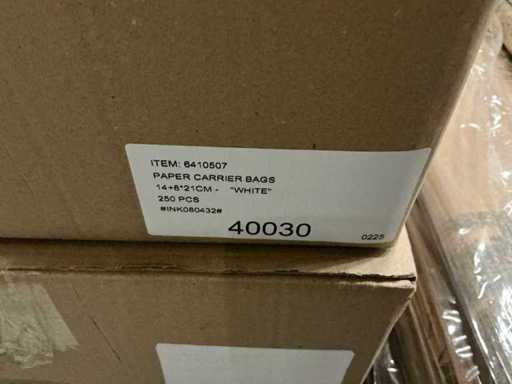 ITEM: 6410507
PAPER CARRIER BAGS
14+8*21CM - "WHITE"
250 PCS
#INK080432#
40030
0225